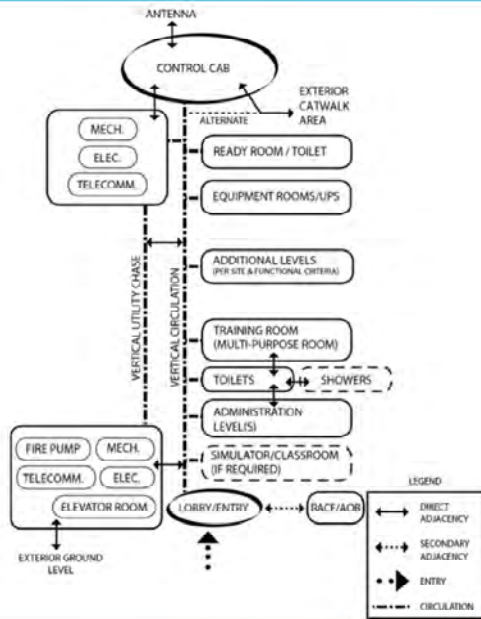 ANTENNA
CONTROL CAB
EXTERIOR
CATWALK
AREA
ALTERNATE
MECH.
ELEC.
TELECOMM.
READY ROOM / TOILET
EQUIPMENT ROOMS/UPS
VERTICAL UTILITY CHASE
VERTICAL CIRCULATION
ADDITIONAL LEVELS
(PER SITE & FUNCTIONAL CRITERIA)
TRAINING ROOM
(MULTI-PURPOSE ROOM)
TOILETS
SHOWERS
ADMINISTRATION
LEVEL(S)
SIMULATOR/CLASSROOM
(IF REQUIRED)
FIRE PUMP
MECH.
TELECOMM.
ELEC.
ELEVATOR ROOM
LOBBY/ENTRY
BACE/AOB
EXTERIOR GROUND
LEVEL
LEGEND
DIRECT
ADJACENCY
SECONDARY
ADJACENCY
ENTRY
CIRCULATION